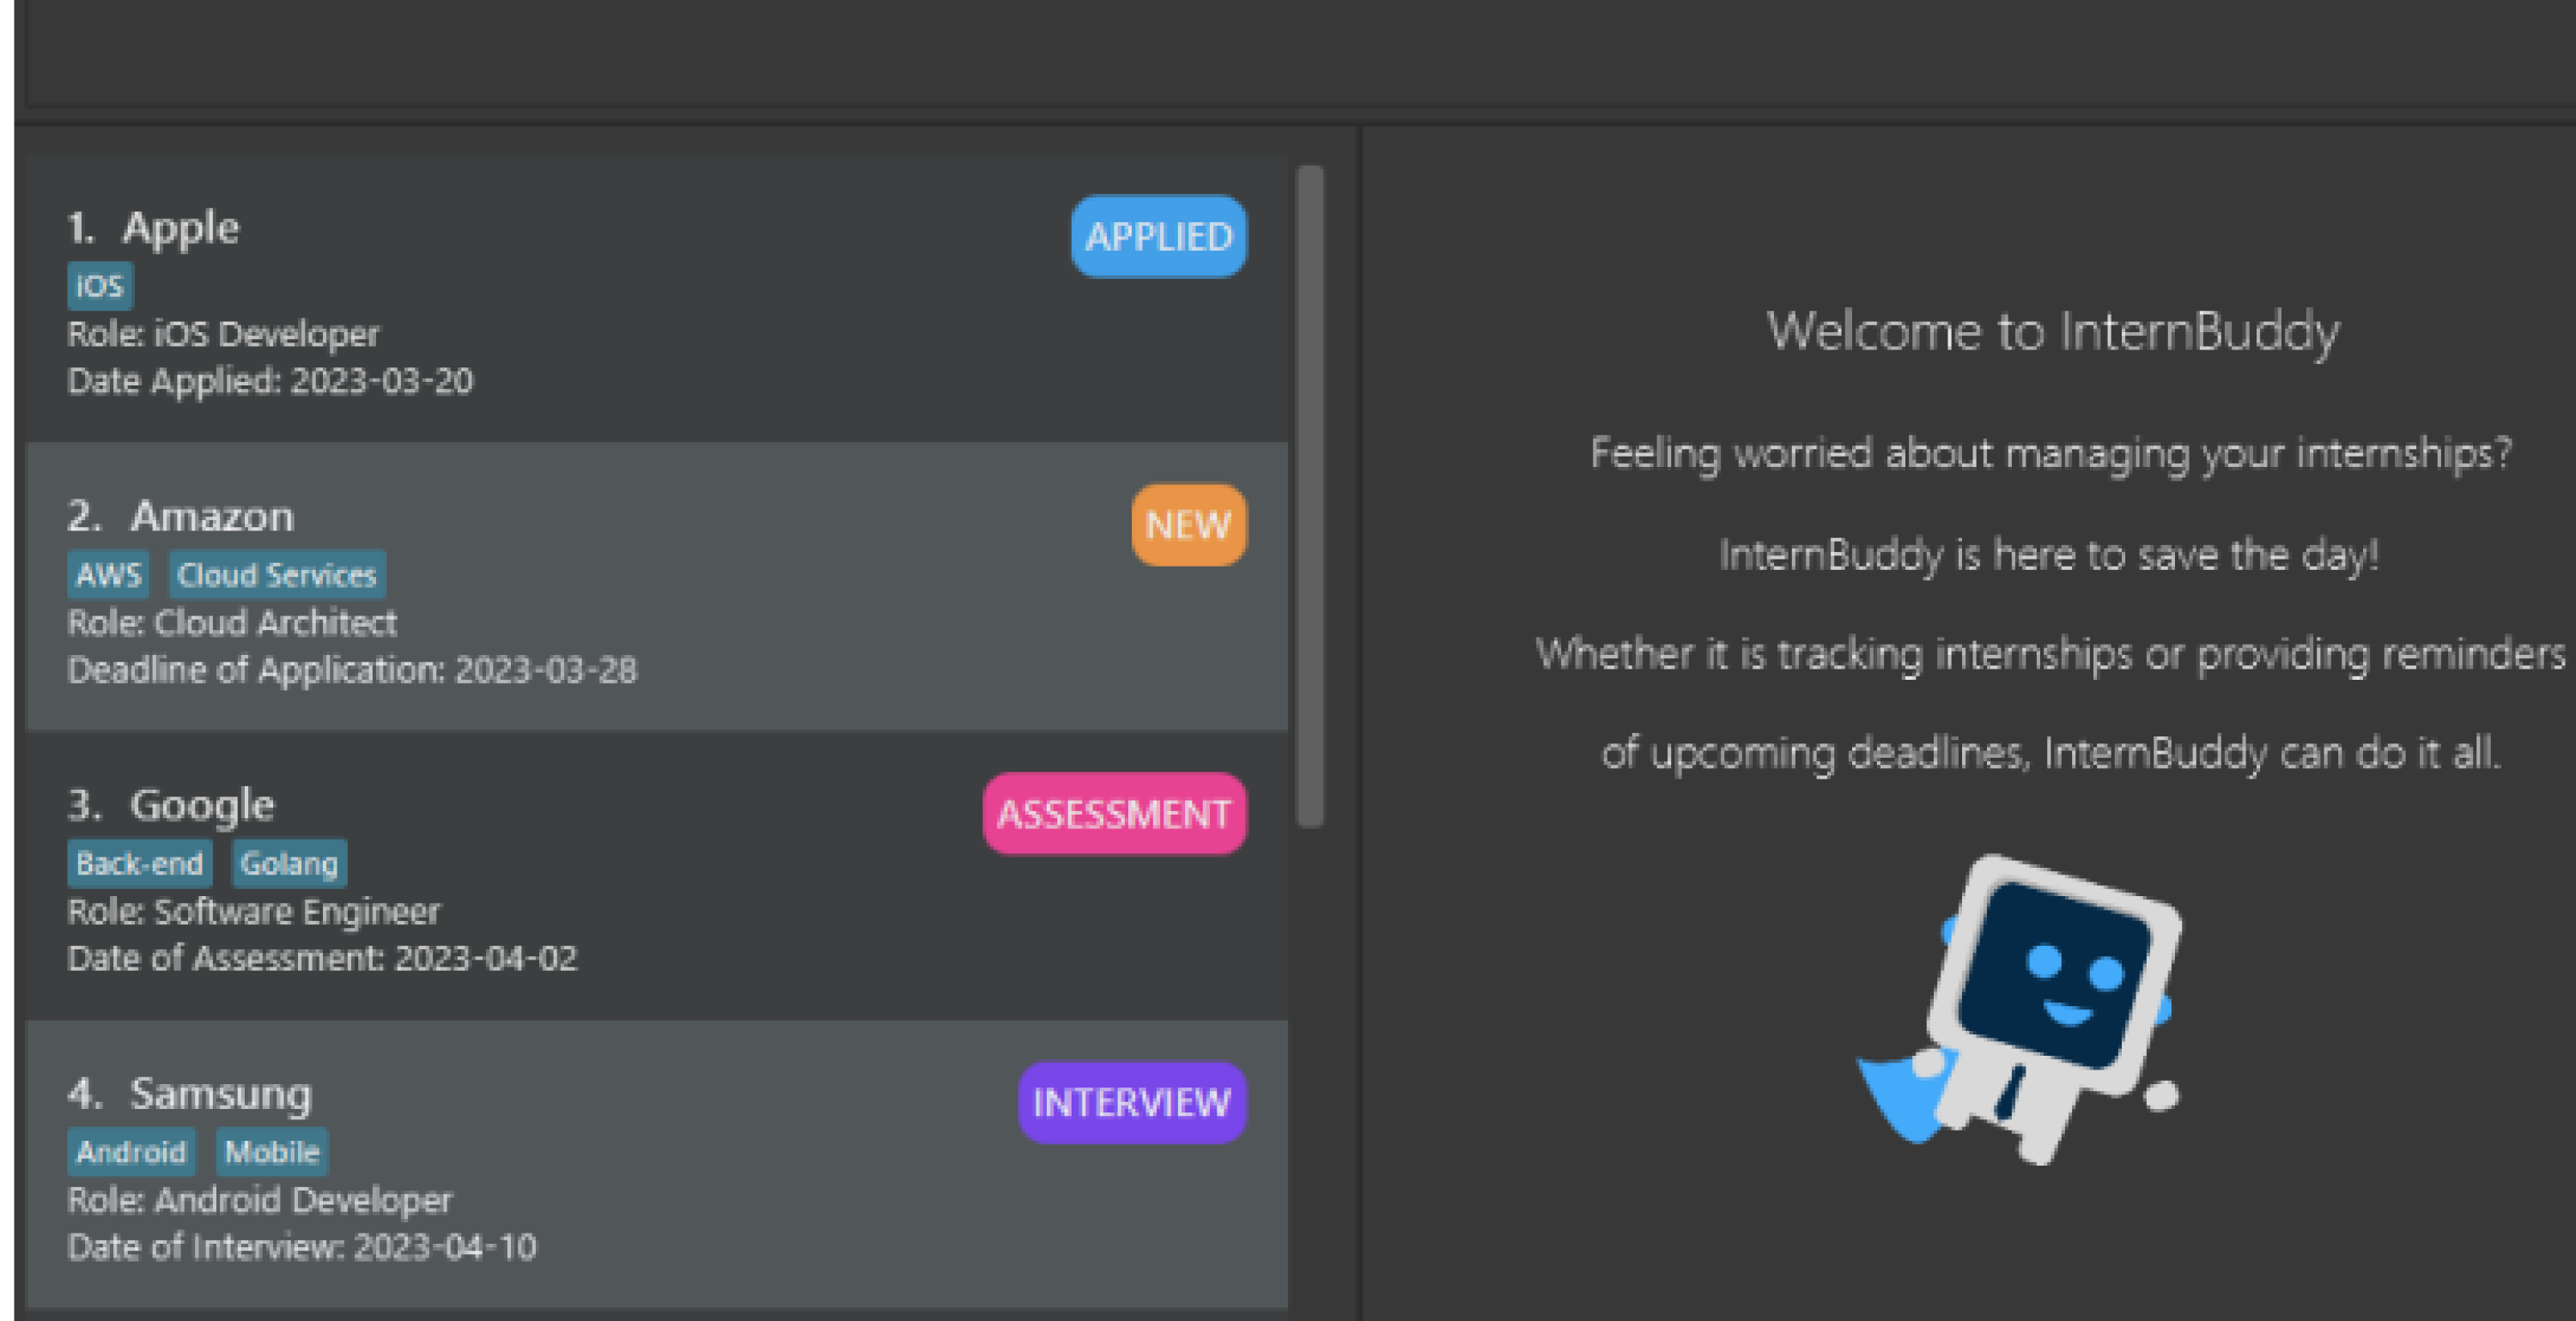 1. Apple
APPLIED
iOS
Role: iOS Developer
Date Applied: 2023-03-20
2. Amazon
NEW
AWS Cloud Services
Role: Cloud Architect
Deadline of Application: 2023-03-28
3. Google
ASSESSMENT
Back-end Golang
Role: Software Engineer
Date of Assessment: 2023-04-02
4. Samsung
INTERVIEW
Android Mobile
Role: Android Developer
Date of Interview: 2023-04-10
Welcome to InternBuddy
Feeling worried about managing your internships?
InternBuddy is here to save the day!
Whether it is tracking internships or providing reminders
of upcoming deadlines, InternBuddy can do it all.